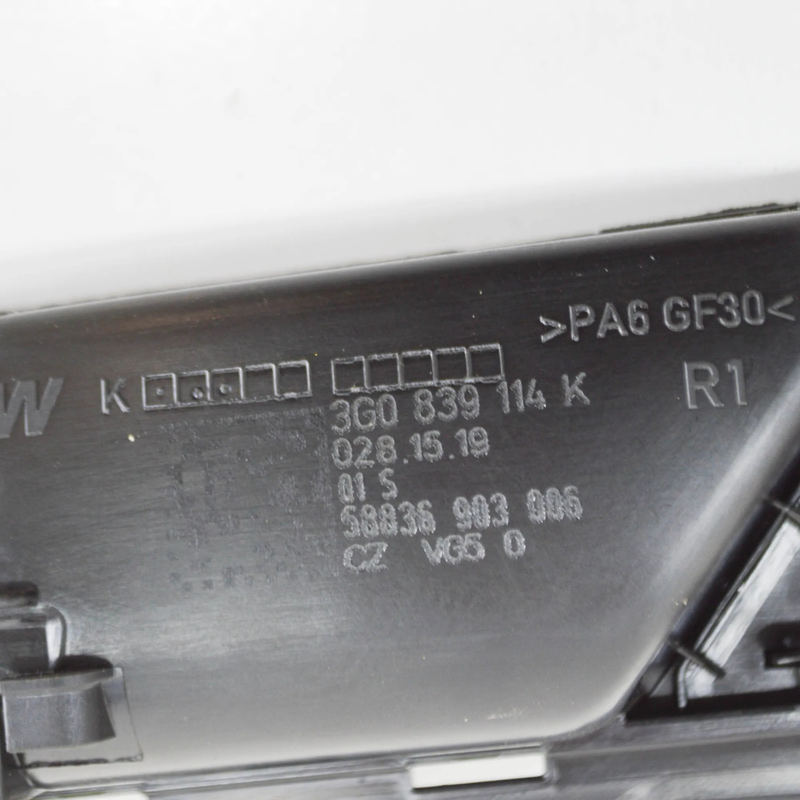 >PA6 GF30<
W K R1
3G0 839 114 K
028.15.19
01 S
58836 903 006
CZ VG5 0